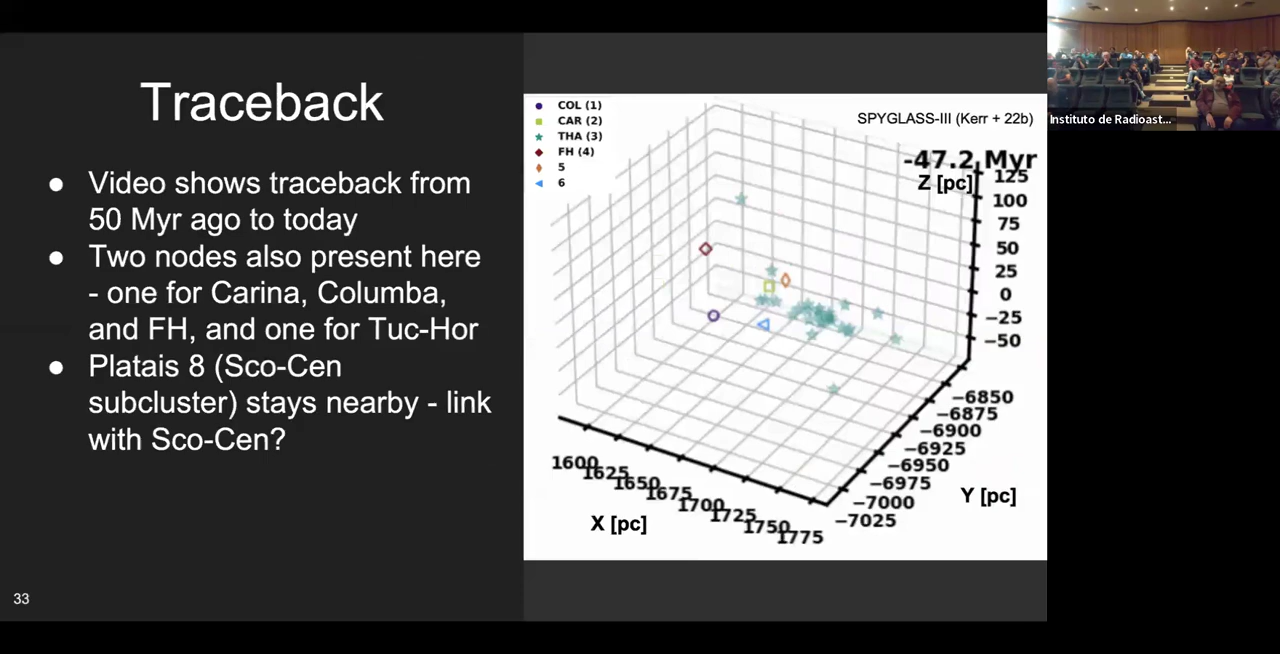 Traceback
● Video shows traceback from
50 Myr ago to today
● Two nodes also present here
- one for Carina, Columba,
and FH, and one for Tuc-Hor
● Platais 8 (Sco-Cen
subcluster) stays nearby - link
with Sco-Cen?
33
COL (1)
CAR (2)
THA (3)
FH (4)
5
6
SPYGLASS-III (Kerr + 22b)
-47.2 Myr
Z [pc]
125
100
75
50
25
0
−25
−50
−6850
−6875
−6900
−6925
−6950
−6975
−7000
−7025
Y [pc]
1600
1625
1650
1675
1700
1725
1750
1775
X [pc]
Instituto de Radioast...